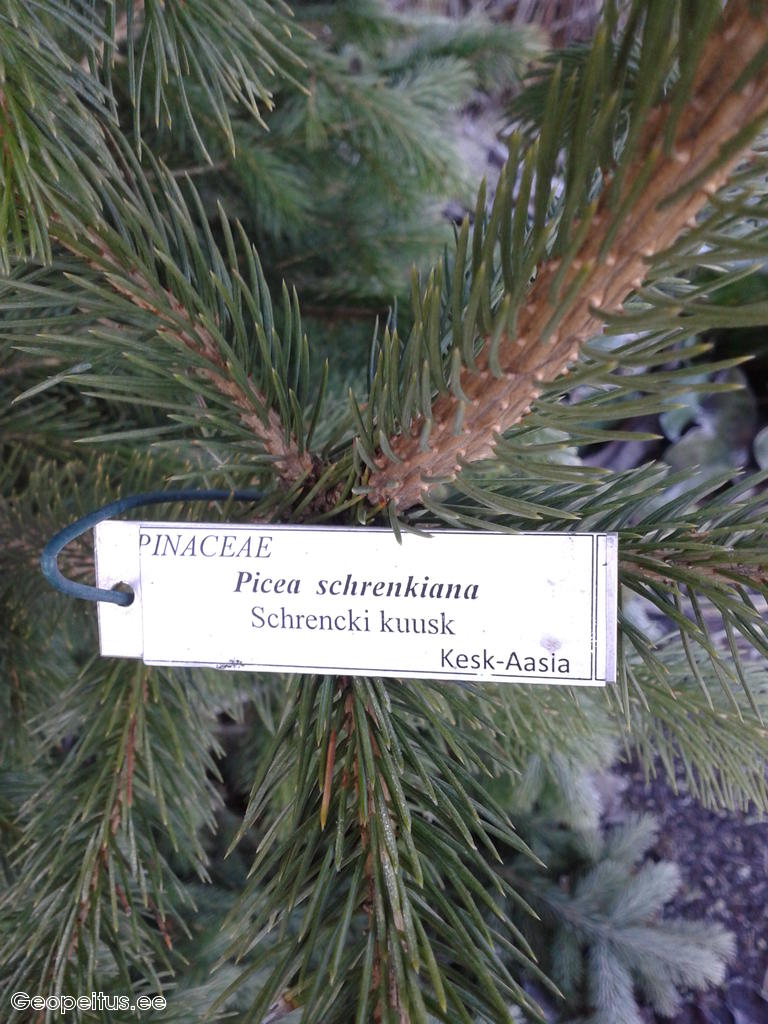 PINACEAE
Picea schrenkiana
Schrencki kuusk
Kesk-Aasia
Geopeitus.ee